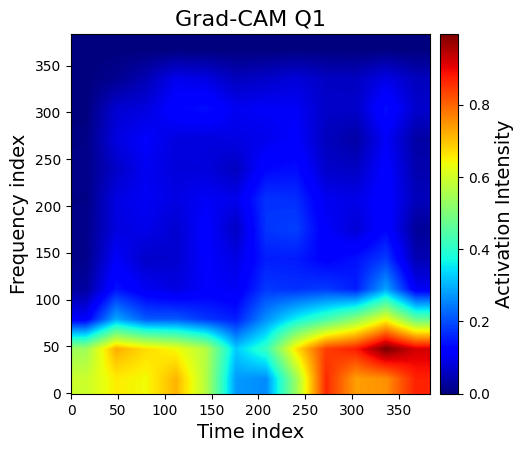 Grad-CAM Q1
Frequency index
350
300
250
200
150
100
50
0
0 50 100 150 200 250 300 350
Time index
0.8
0.6
0.4
0.2
0.0
Activation Intensity